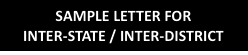 SAMPLE LETTER FOR
INTER-STATE / INTER-DISTRICT